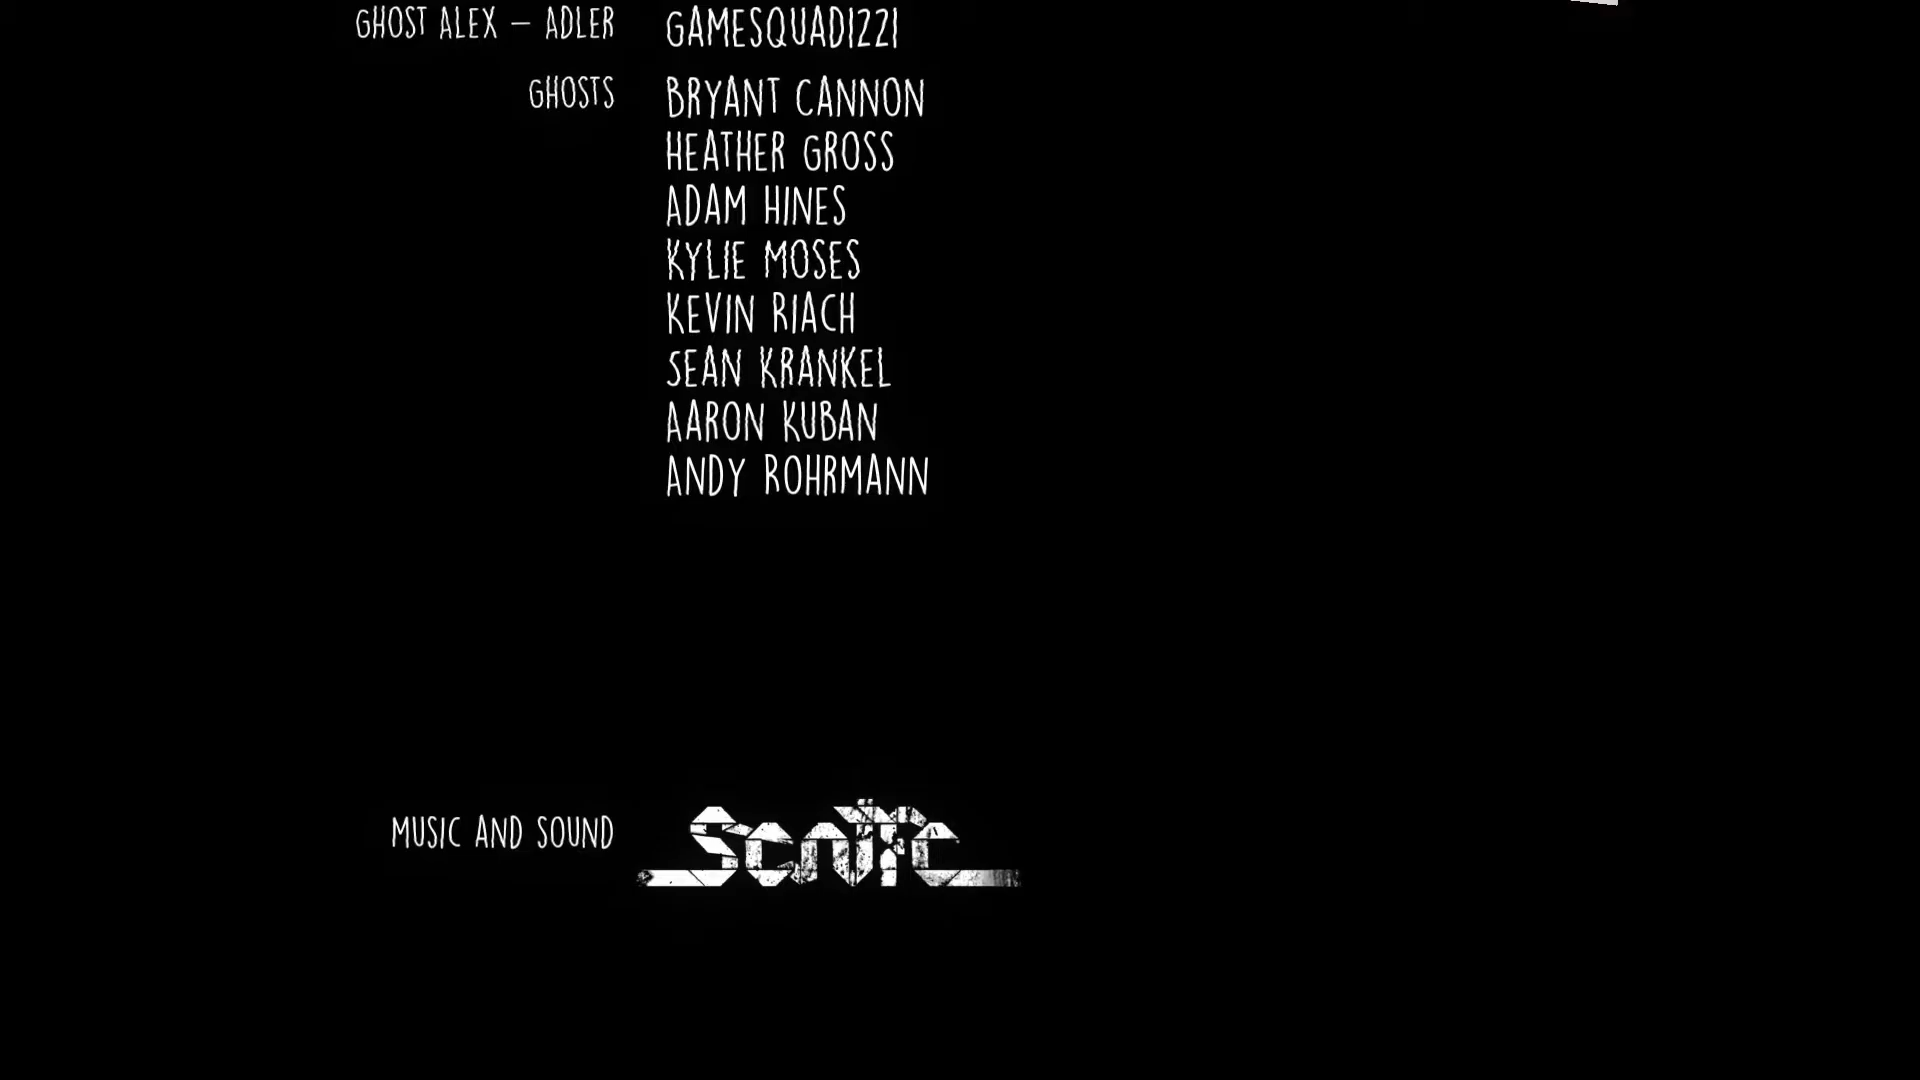 GHOST ALEX – ADLER GAMESQUAD1221
GHOSTS BRYANT CANNON
HEATHER GROSS
ADAM HINES
KYLIE MOSES
KEVIN RIACH
SEAN KRANKEL
AARON KUBAN
ANDY ROHRMANN
MUSIC AND SOUND scntfc